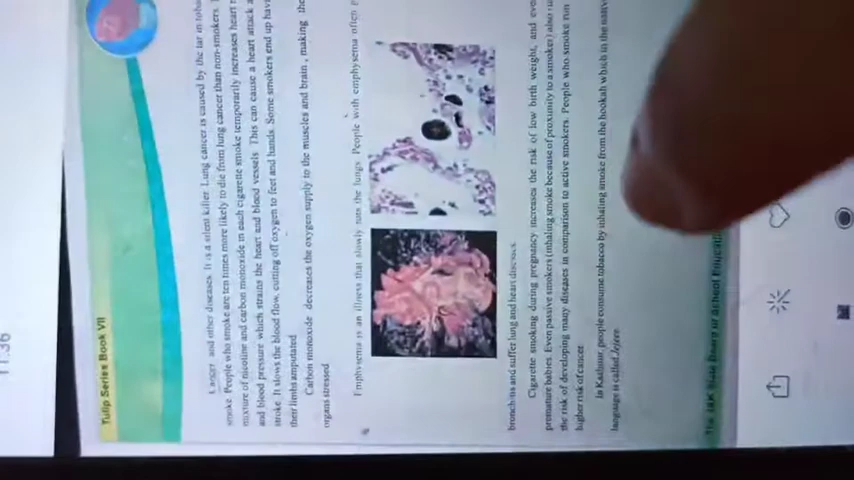 11:36
Tulip Series Book VII
cancer and other diseases. It is a silent killer. Lung cancer is caused by the tar in
smoke. People who smoke are ten times more likely to die from lung cancer than non-smokers.
mixture of nicotine and carbon monoxide in each cigarette smoke temporarily increases heart
and blood pressure which strains the heart and blood vessels. This can cause a heart attack
stroke. It slows the blood flow, cutting off oxygen to feet and hands. Some smokers end up
their limbs amputated
Carbon monoxide decreases the oxygen supply to the muscles and brain, making the
organs stressed
Emphysema is an illness that slowly ruts the lungs. People with emphysema often
bronchitis and suffer lung and heart diseases.
Cigarette smoking during pregnancy increases the risk of low birth weight, and
premature babies. Even passive smokers (inhaling smoke because of proximity to a smoker) also run
the risk of developing many diseases in comparison to active smokers. People who smoke run
higher risk of cancer.
In Kashmir, people consume tobacco by inhaling smoke from the hookah which in the
language is called Jejeer
The J&K State Board of School